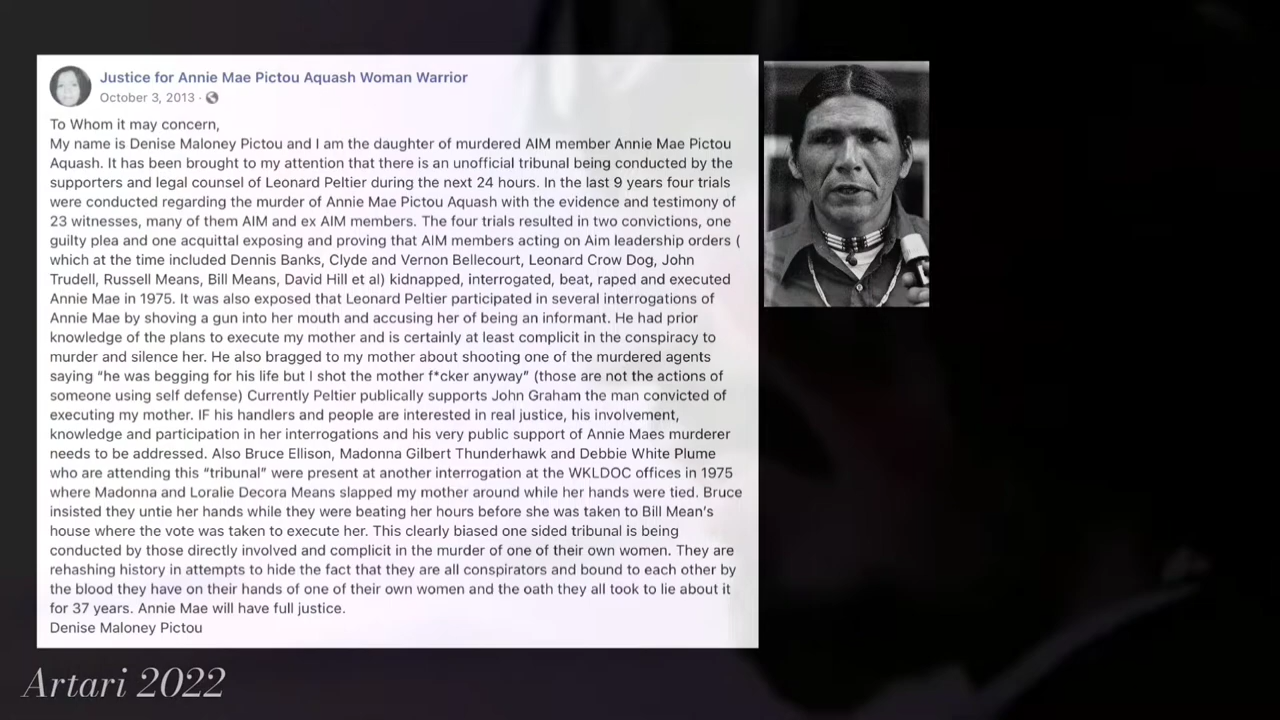 Justice for Annie Mae Pictou Aquash Woman Warrior
October 3, 2013 ·
To Whom it may concern,
My name is Denise Maloney Pictou and I am the daughter of murdered AIM member Annie Mae Pictou
Aquash. It has been brought to my attention that there is an unofficial tribunal being conducted by the
supporters and legal counsel of Leonard Peltier during the next 24 hours. In the last 9 years four trials
were conducted regarding the murder of Annie Mae Pictou Aquash with the evidence and testimony of
23 witnesses, many of them AIM and ex AIM members. The four trials resulted in two convictions, one
guilty plea and one acquittal exposing and proving that AIM members acting on Aim leadership orders (
which at the time included Dennis Banks, Clyde and Vernon Bellecourt, Leonard Crow Dog, John
Trudell, Russell Means, Bill Means, David Hill et al) kidnapped, interrogated, beat, raped and executed
Annie Mae in 1975. It was also exposed that Leonard Peltier participated in several interrogations of
Annie Mae by shoving a gun into her mouth and accusing her of being an informant. He had prior
knowledge of the plans to execute my mother and is certainly at least complicit in the conspiracy to
murder and silence her. He also bragged to my mother about shooting one of the murdered agents
saying “he was begging for his life but I shot the mother f*cker anyway” (those are not the actions of
someone using self defense) Currently Peltier publically supports John Graham the man convicted of
executing my mother. IF his handlers and people are interested in real justice, his involvement,
knowledge and participation in her interrogations and his very public support of Annie Maes murderer
needs to be addressed. Also Bruce Ellison, Madonna Gilbert Thunderhawk and Debbie White Plume
who are attending this “tribunal” were present at another interrogation at the WKLDOC offices in 1975
where Madonna and Loralie Decora Means slapped my mother around while her hands were tied. Bruce
insisted they untie her hands while they were beating her hours before she was taken to Bill Mean’s
house where the vote was taken to execute her. This clearly biased one sided tribunal is being
conducted by those directly involved and complicit in the murder of one of their own women. They are
rehashing history in attempts to hide the fact that they are all conspirators and bound to each other by
the blood they have on their hands of one of their own women and the oath they all took to lie about it
for 37 years. Annie Mae will have full justice.
Denise Maloney Pictou
Artari 2022